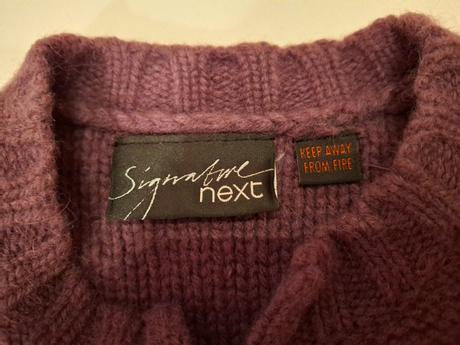 Signature
next
KEEP AWAY
FROM FIRE